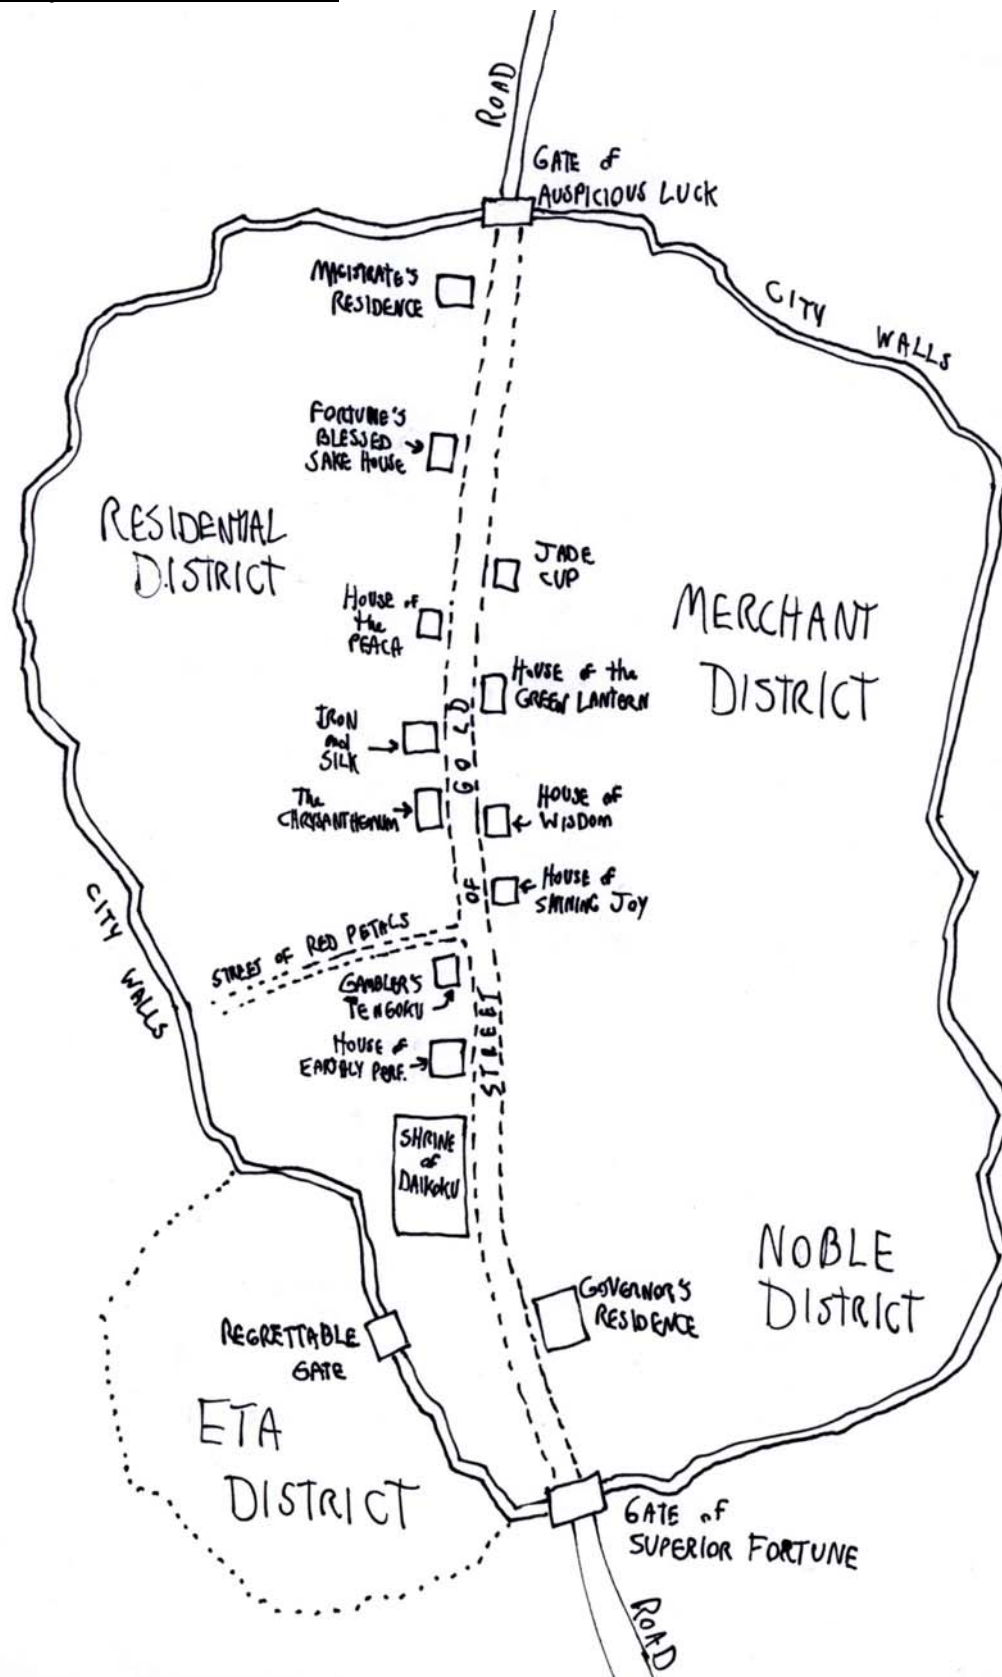 ROAD
GATE of
AUSPICIOUS LUCK
MAGISTRATE'S
RESIDENCE
CITY
WALLS
FORTUNE'S
BLESSED
SAKE HOUSE
RESIDENTIAL
DISTRICT
JADE
CUP
House of
the
PEACA
MERCHANT
DISTRICT
HOUSE of the
GREEN LANTERN
IRON
and
SILK
The
CHRYSANTHEMUM
HOUSE of
WISDOM
HOUSE of
SHINING JOY
STREET OF GOLD
CITY
WALLS
STREET OF RED PETALS
GAMBLER'S
TENGOKU
HOUSE of
EARTHLY PERF.
SHRINE
of
DAIKOKU
NOBLE
DISTRICT
GOVERNOR'S
RESIDENCE
REGRETTABLE
GATE
ETA
DISTRICT
GATE of
SUPERIOR FORTUNE
ROAD